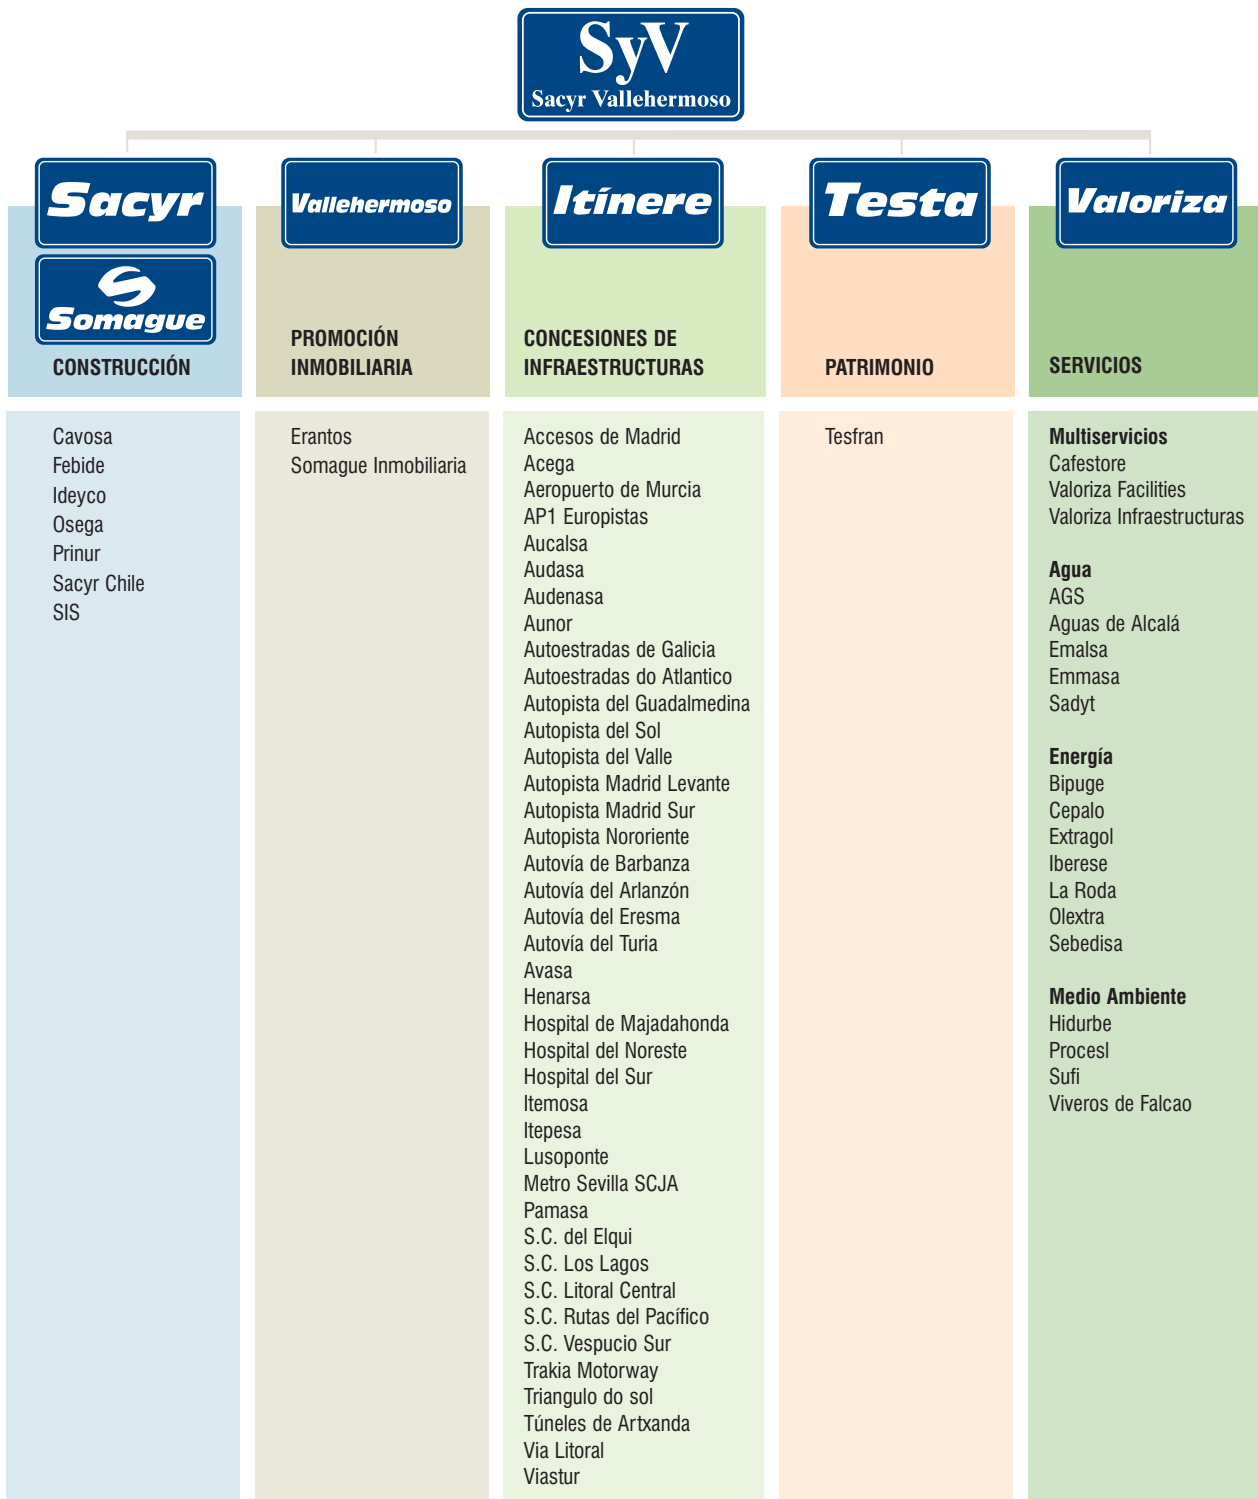 SyV
Sacyr Vallehermoso
Sacyr
Somague
CONSTRUCCIÓN
Cavosa
Febide
Ideyco
Osega
Prinur
Sacyr Chile
SIS
Vallehermoso
PROMOCIÓN
INMOBILIARIA
Erantos
Somague Inmobiliaria
Itínere
CONCESIONES DE
INFRAESTRUCTURAS
Accesos de Madrid
Acega
Aeropuerto de Murcia
AP1 Europistas
Aucalsa
Audasa
Audenasa
Aunor
Autoestradas de Galicia
Autoestradas do Atlantico
Autopista del Guadalmedina
Autopista del Sol
Autopista del Valle
Autopista Madrid Levante
Autopista Madrid Sur
Autopista Nororiente
Autovía de Barbanza
Autovía del Arlanzón
Autovía del Eresma
Autovía del Turia
Avasa
Henarsa
Hospital de Majadahonda
Hospital del Noreste
Hospital del Sur
Itemosa
Itepesa
Lusoponte
Metro Sevilla SCJA
Pamasa
S.C. del Elqui
S.C. Los Lagos
S.C. Litoral Central
S.C. Rutas del Pacífico
S.C. Vespucio Sur
Trakia Motorway
Triangulo do sol
Túneles de Artxanda
Via Litoral
Viastur
Testa
PATRIMONIO
Tesfran
Valoriza
SERVICIOS
Multiservicios
Cafestore
Valoriza Facilities
Valoriza Infraestructuras
Agua
AGS
Aguas de Alcalá
Emalsa
Emmasa
Sadyt
Energía
Bipuge
Cepalo
Extragol
Iberese
La Roda
Olextra
Sebedisa
Medio Ambiente
Hidurbe
Procesl
Sufi
Viveros de Falcao